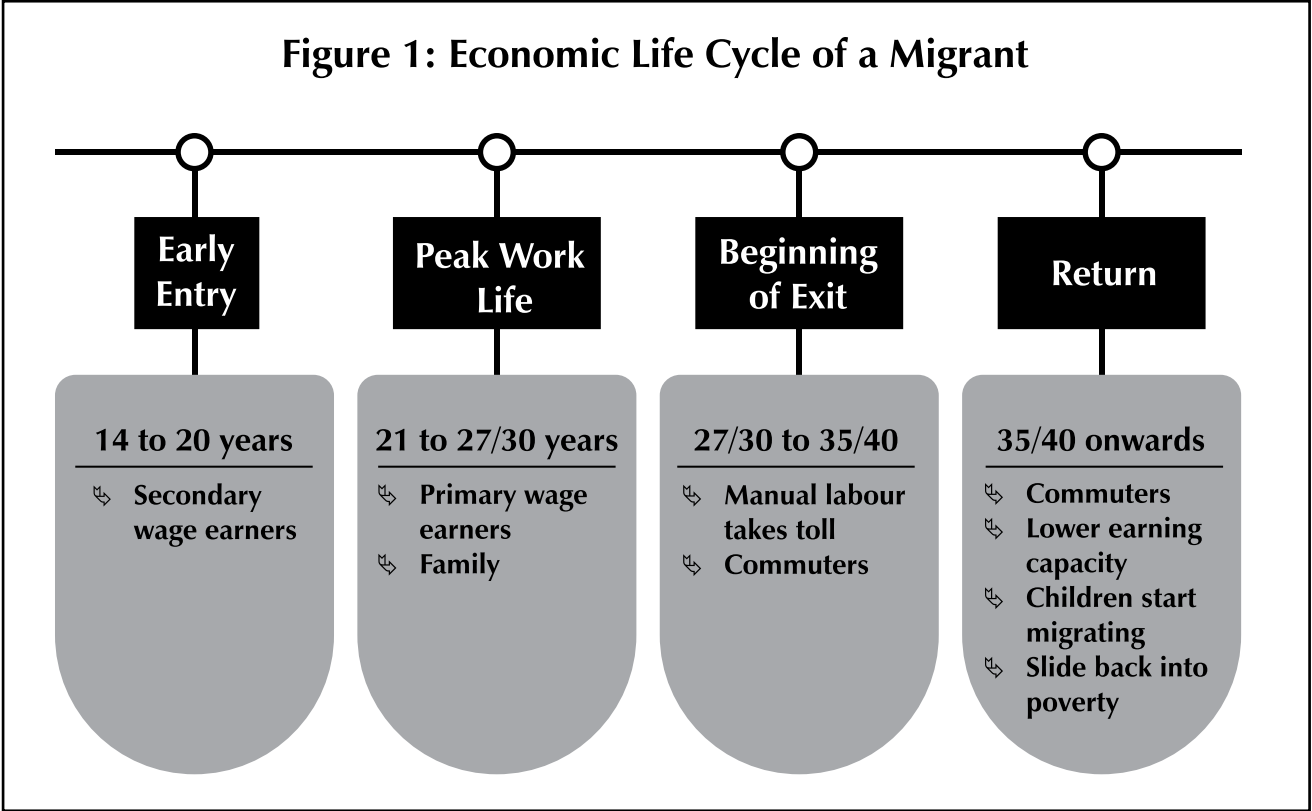 Figure 1: Economic Life Cycle of a Migrant
Early
Entry
14 to 20 years
Secondary
wage earners
Peak Work
Life
21 to 27/30 years
Primary wage
earners
Family
Beginning
of Exit
27/30 to 35/40
Manual labour
takes toll
Commuters
Return
35/40 onwards
Commuters
Lower earning
capacity
Children start
migrating
Slide back into
poverty